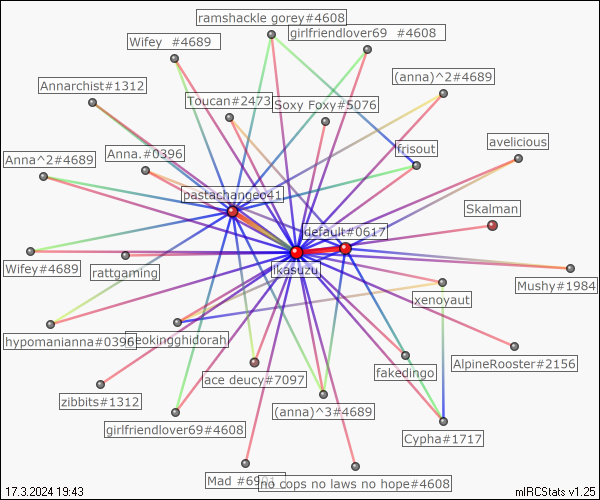 ramshackle gorey#4608
girlfriendlover69 #4608
Wifey #4689
(anna)^2#4689
Annarchist#1312
Toucan#2473
Soxy Foxy#5076
avelicious
frisout
Anna.#0396
Anna^2#4689
pastachangeo41
Skalman
default#0617
ikasuzu
Wifey#4689
rattgaming
Mushy#1984
xenoyaut
hypomanianna#0396
eokingghidorah
AlpineRooster#2156
fakedingo
ace deucy#7097
zibbits#1312
(anna)^3#4689
girlfriendlover69#4608
Cypha#1717
Mad
no cops no laws no hope#4608
17.3.2024 19:43
mIRCStats v1.25